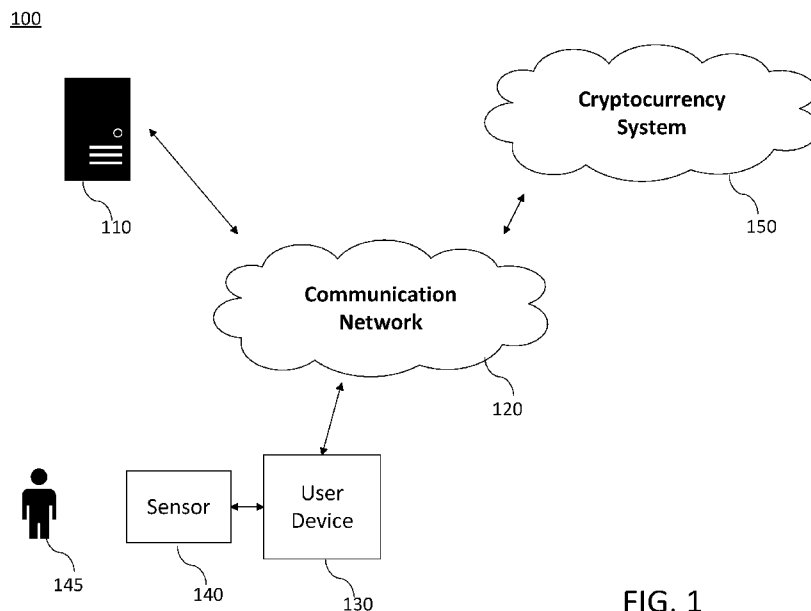 100
Cryptocurrency
System
110
150
Communication
Network
120
Sensor
User
Device
145
140
130
FIG. 1